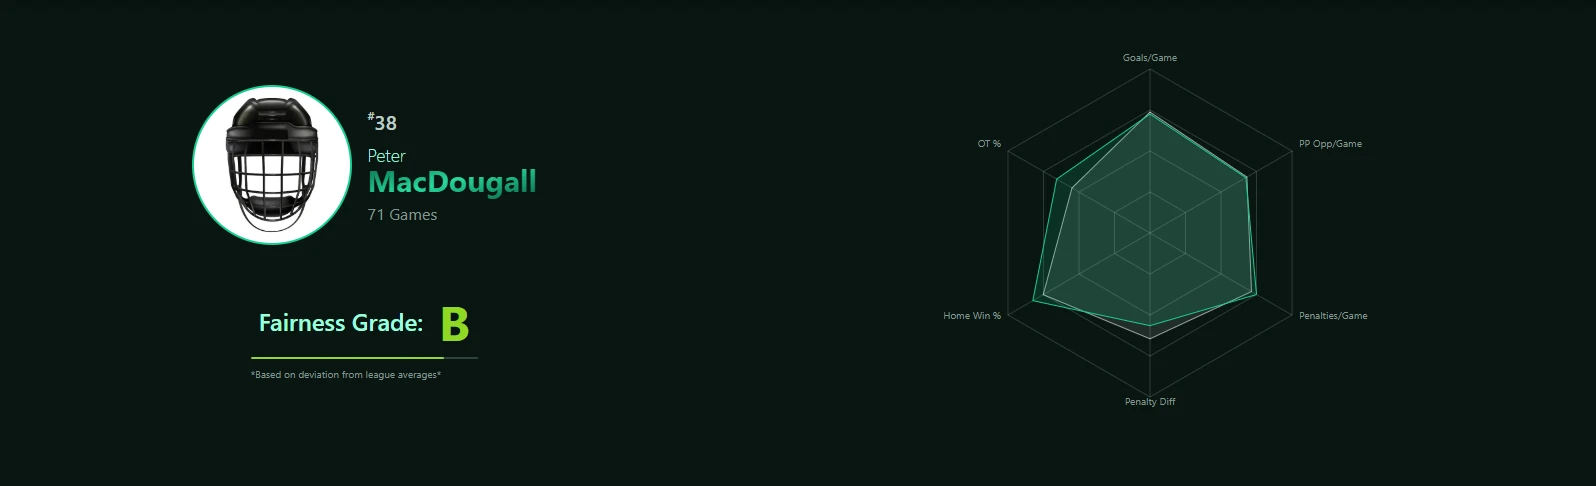 #38
Peter
MacDougall
71 Games
Fairness Grade: B
*Based on deviation from league averages*
Goals/Game
PP Opp/Game
Penalties/Game
Penalty Diff
Home Win %
OT %